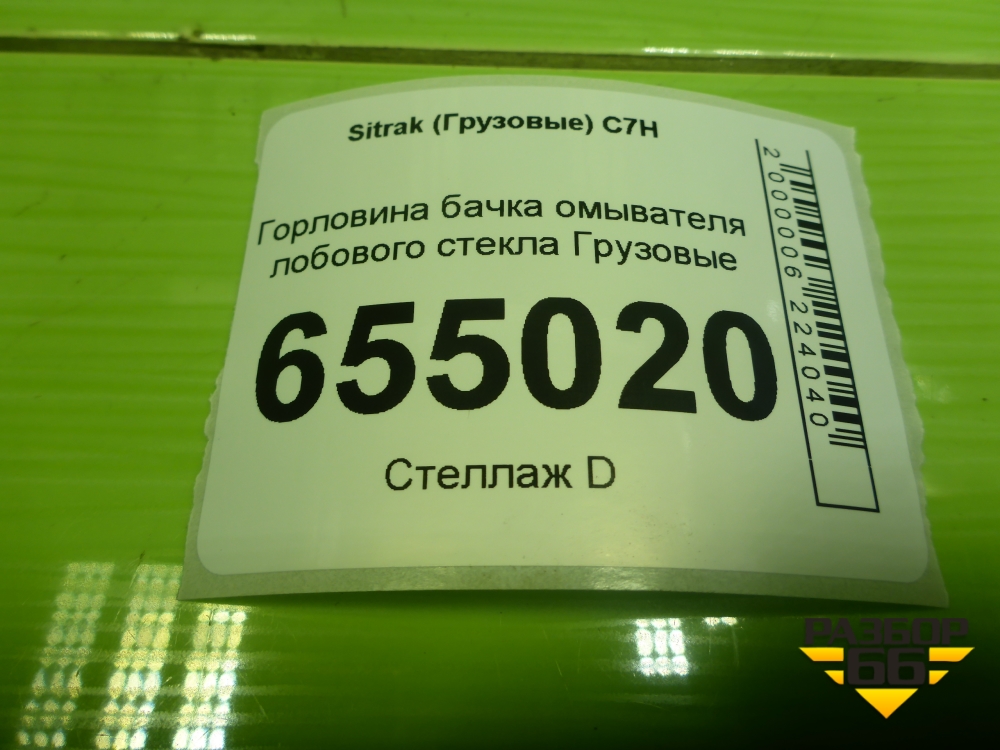 Sitrak (Грузовые) C7H
Горловина бачка омывателя
лобового стекла Грузовые
655020
Стеллаж D
2000006224040
РАЗБОР
66